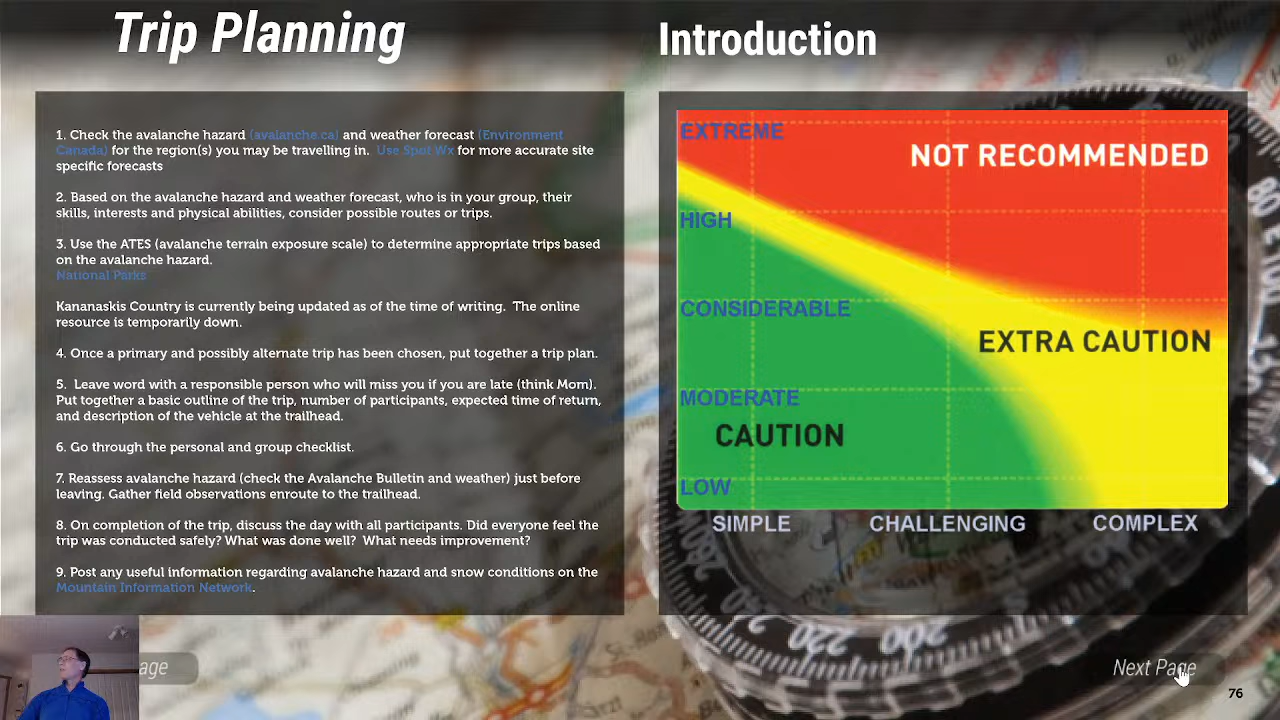 Trip Planning
Introduction
1. Check the avalanche hazard (avalanche.ca) and weather forecast (Environment
Canada) for the region(s) you may be travelling in.  Use Spot Wx for more accurate site
specific forecasts
2. Based on the avalanche hazard and weather forecast, who is in your group, their
skills, interests and physical abilities, consider possible routes or trips.
3. Use the ATES (avalanche terrain exposure scale) to determine appropriate trips based
on the avalanche hazard.
National Parks
Kananaskis Country is currently being updated as of the time of writing.  The online
resource is temporarily down.
4. Once a primary and possibly alternate trip has been chosen, put together a trip plan.
5.  Leave word with a responsible person who will miss you if you are late (think Mom).
Put together a basic outline of the trip, number of participants, expected time of return,
and description of the vehicle at the trailhead.
6. Go through the personal and group checklist.
7. Reassess avalanche hazard (check the Avalanche Bulletin and weather) just before
leaving. Gather field observations enroute to the trailhead.
8. On completion of the trip, discuss the day with all participants. Did everyone feel the
trip was conducted safely? What was done well?  What needs improvement?
9. Post any useful information regarding avalanche hazard and snow conditions on the
Mountain Information Network.
EXTREME
NOT RECOMMENDED
HIGH
CONSIDERABLE
EXTRA CAUTION
MODERATE
CAUTION
LOW
SIMPLE CHALLENGING COMPLEX
260
240
220
200
80
100
age
Next Page
76